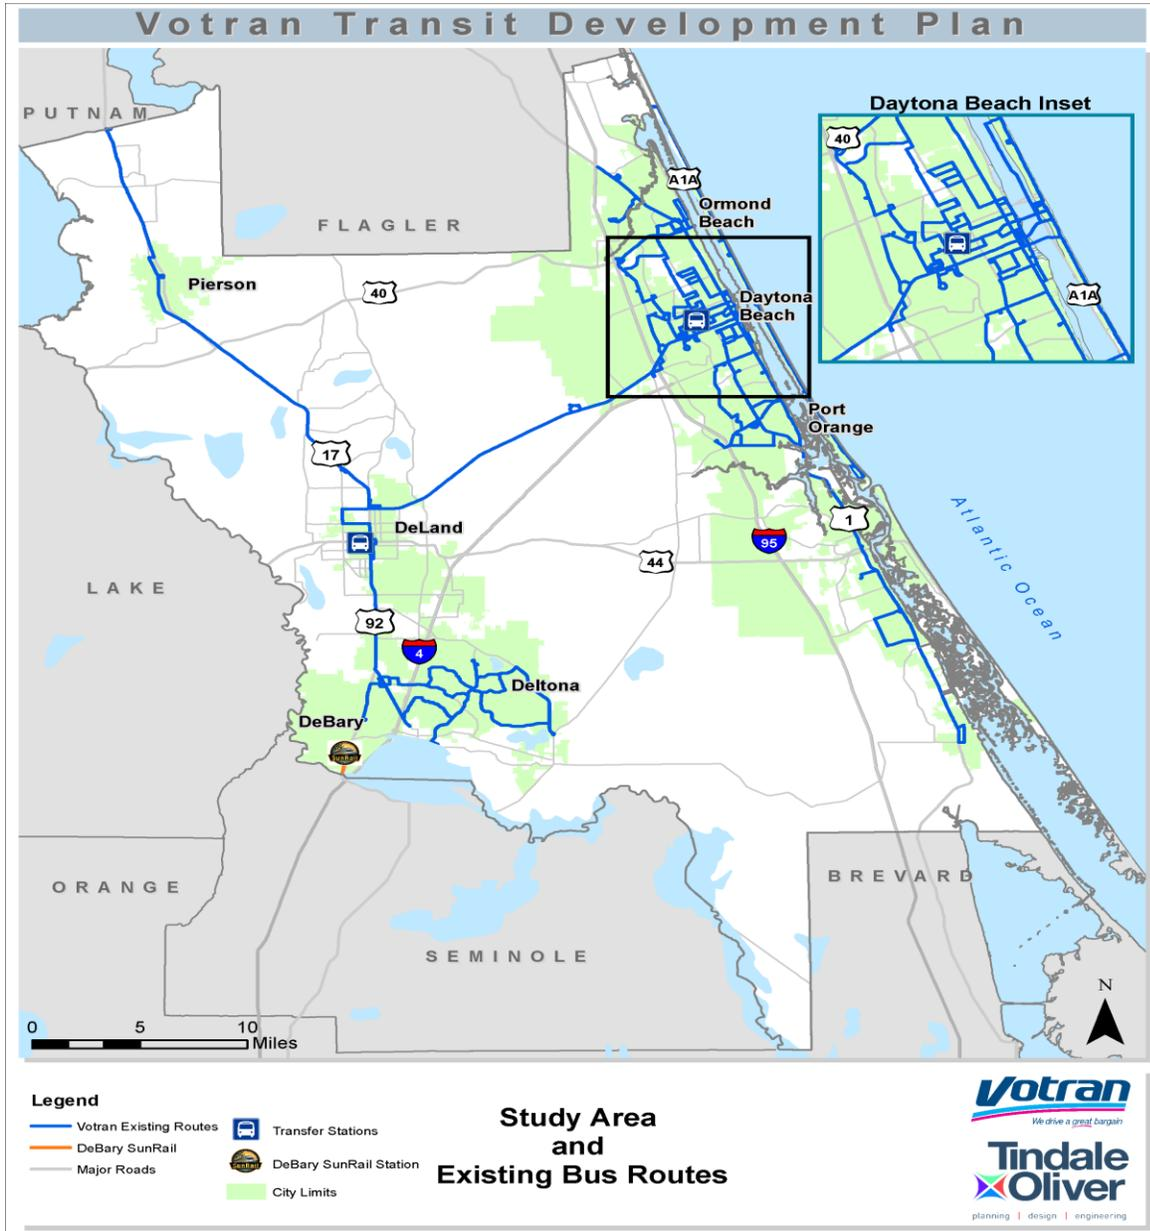 Votran Transit Development Plan
PUTNAM
Daytona Beach Inset
40
A1A
A1A
Ormond
Beach
FLAGLER
Pierson
40
Daytona
Beach
Port
Orange
17
DeLand
1
95
44
Atlantic Ocean
LAKE
92
4
Deltona
DeBary
SunRail
ORANGE
BREVARD
SEMINOLE
N
0 5 10
Miles
Legend
Votran Existing Routes
DeBary SunRail
Major Roads
Transfer Stations
SunRail
DeBary SunRail Station
City Limits
Study Area
and
Existing Bus Routes
Votran
We drive a great bargain
Tindale
Oliver
planning | design | engineering